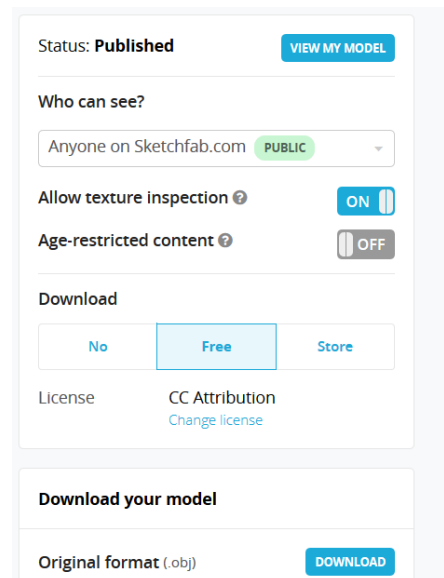 Status: Published
VIEW MY MODEL
Who can see?
Anyone on Sketchfab.com PUBLIC
Allow texture inspection ?
ON
Age-restricted content ?
OFF
Download
No
Free
Store
License
CC Attribution
Change license
Download your model
Original format (.obj)
DOWNLOAD